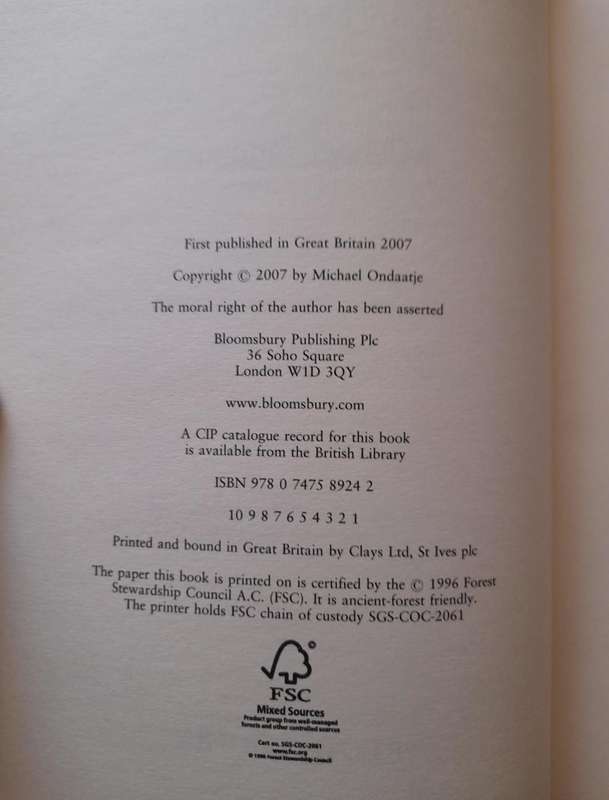 First published in Great Britain 2007
Copyright © 2007 by Michael Ondaatje
The moral right of the author has been asserted
Bloomsbury Publishing Plc
36 Soho Square
London W1D 3QY
www.bloomsbury.com
A CIP catalogue record for this book
is available from the British Library
ISBN 978 0 7475 8924 2
10 9 8 7 6 5 4 3 2 1
Printed and bound in Great Britain by Clays Ltd, St Ives plc
The paper this book is printed on is certified by the © 1996 Forest
Stewardship Council A.C. (FSC). It is ancient-forest friendly.
The printer holds FSC chain of custody SGS-COC-2061
©
FSC
Mixed Sources
Product group from well-managed
forests and other controlled sources
Cert no. SGS-COC-2061
www.fsc.org
© 1996 Forest Stewardship Council